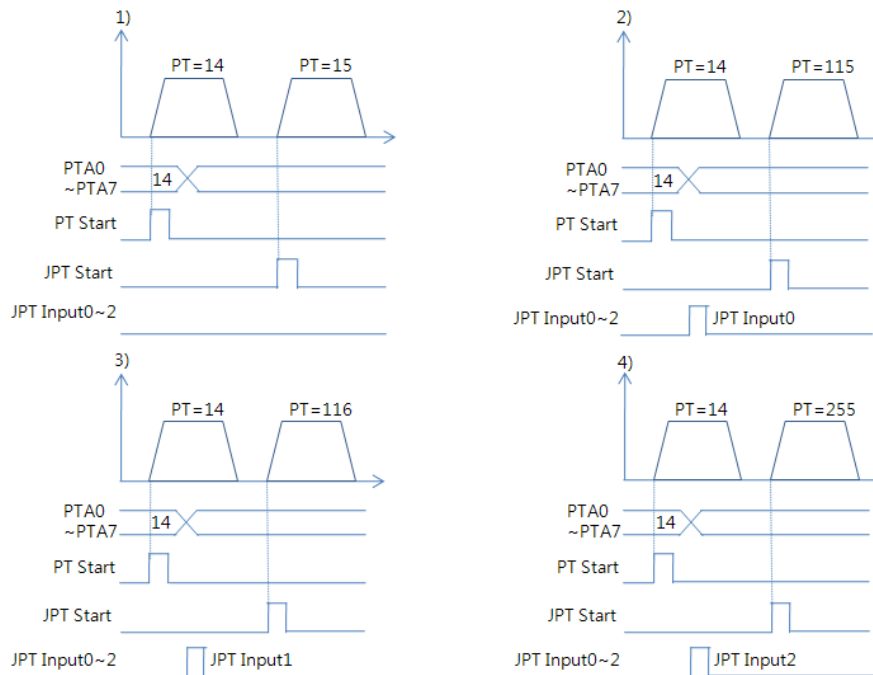 1)
PT=14 PT=15
PTA0
~PTA7
14
PT Start
JPT Start
JPT Input0~2
2)
PT=14 PT=115
PTA0
~PTA7
14
PT Start
JPT Start
JPT Input0~2 JPT Input0
3)
PT=14 PT=116
PTA0
~PTA7
14
PT Start
JPT Start
JPT Input0~2 JPT Input1
4)
PT=14 PT=255
PTA0
~PTA7
14
PT Start
JPT Start
JPT Input0~2 JPT Input2